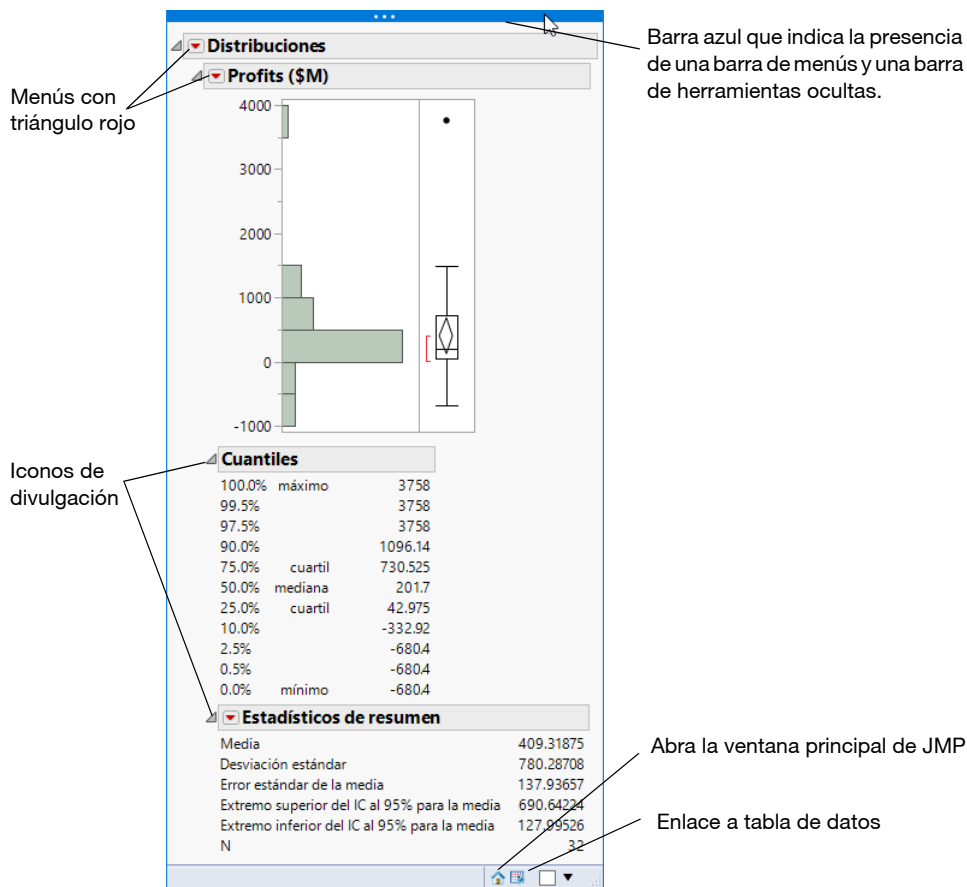 Barra azul que indica la presencia
de una barra de menús y una barra
de herramientas ocultas.
Distribuciones
Profits ($M)
Menús con
triángulo rojo
4000
3000
2000
1000
0
-1000
Iconos de
divulgación
Cuantiles
100.0% máximo 3758
99.5% 3758
97.5% 3758
90.0% 1096.14
75.0% cuartil 730.525
50.0% mediana 201.7
25.0% cuartil 42.975
10.0% -332.92
2.5% -680.4
0.5% -680.4
0.0% mínimo -680.4
Estadísticos de resumen
Media 409.31875
Desviación estándar 780.28708
Error estándar de la media 137.93657
Extremo superior del IC al 95% para la media 690.64224
Extremo inferior del IC al 95% para la media 127.99526
N 32
Abra la ventana principal de JMP
Enlace a tabla de datos